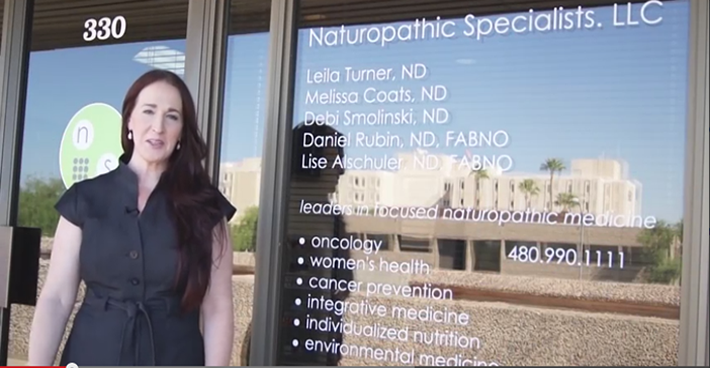 330
n
s
Naturopathic Specialists. LLC
Leila Turner, ND
Melissa Coats, ND
Debi Smolinski, ND
Daniel Rubin, ND, FABNO
Lise Alschuler, ND, FABNO
leaders in focused naturopathic medicine
• oncology
480.990.1111
• women's health
• cancer prevention
• integrative medicine
• individualized nutrition
• environmental medicine